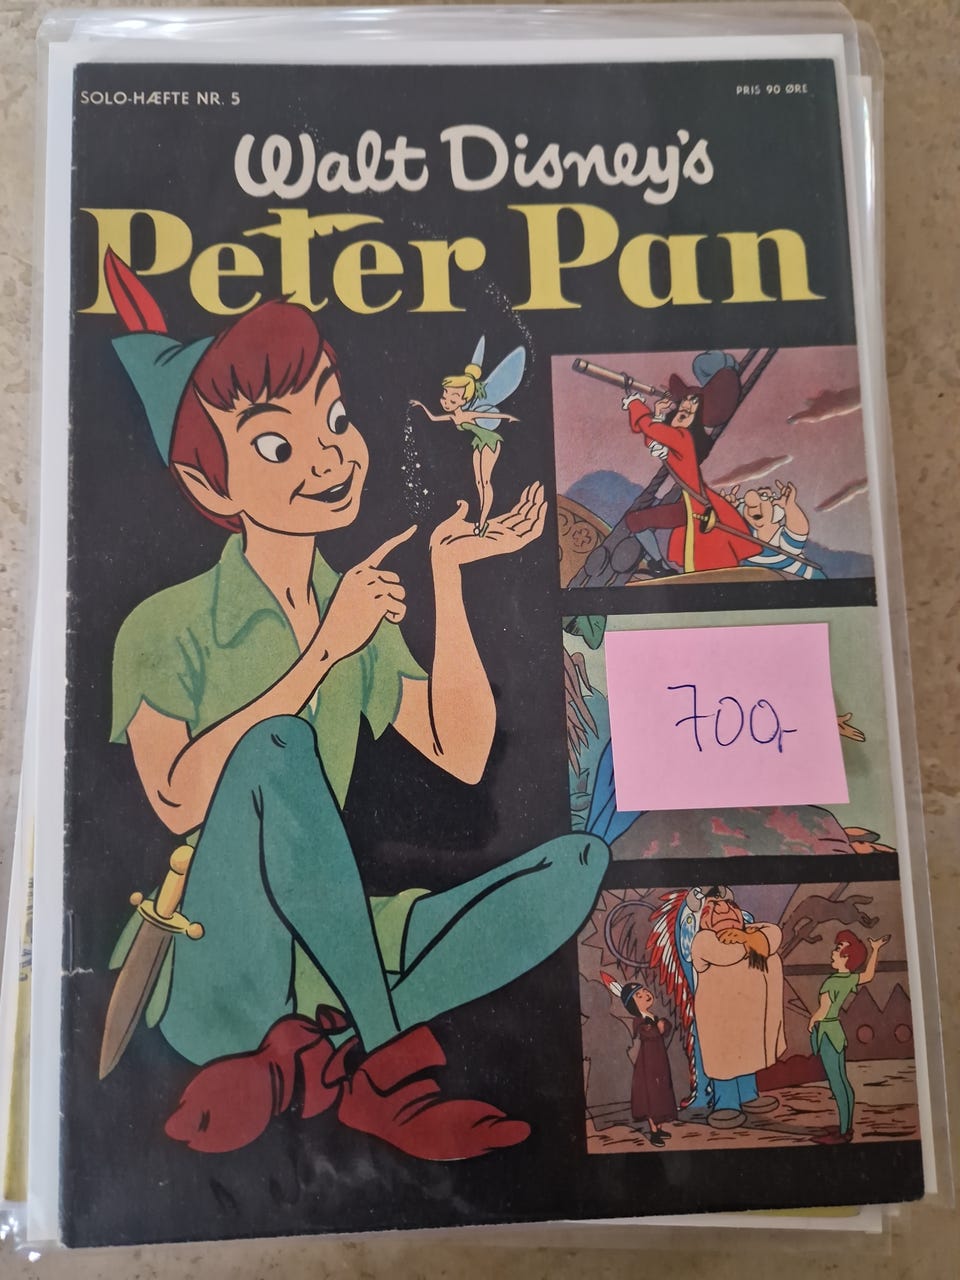 SOLO-HÆFTE NR. 5
PRIS 90 ØRE
Walt Disney's
Peter Pan
700,-